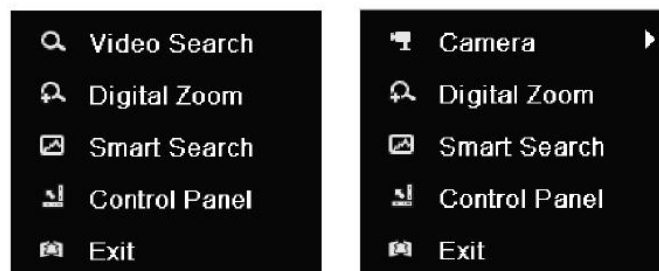 Video Search
Digital Zoom
Smart Search
Control Panel
Exit
Camera
Digital Zoom
Smart Search
Control Panel
Exit